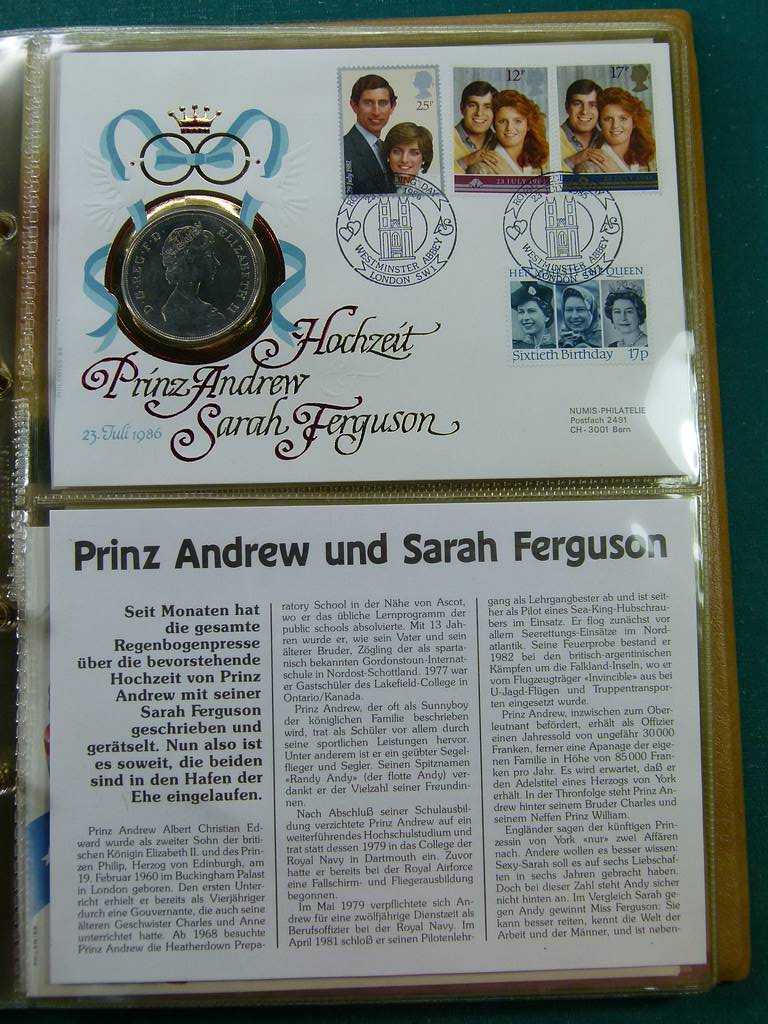 25P
12P
17P
29 July 1981
23 JULY 1986
22 JULY 1986
ROYAL WEDDING DAY
WESTMINSTER ABBEY
LONDON SW1
WESTMINSTER ABBEY
LONDON SW1
D·G·REG·F·D· ELIZABETH II
QUEEN
Sixtieth Birthday 17p
Hochzeit
Prinz Andrew
Sarah Ferguson
23. Juli 1986
NUMIS-PHILATELIE
Postfach 2491
CH-3001 Bern
Prinz Andrew und Sarah Ferguson
Seit Monaten hat
die gesamte
Regenbogenpresse
über die bevorstehende
Hochzeit von Prinz
Andrew mit seiner
Sarah Ferguson
geschrieben und
gerätselt. Nun also ist
es soweit, die beiden
sind in den Hafen der
Ehe eingelaufen.
Prinz Andrew Albert Christian Ed-
ward wurde als zweiter Sohn der briti-
schen Königin Elizabeth II. und des Prin-
zen Philip, Herzog von Edinburgh, am
19. Februar 1960 im Buckingham Palast
in London geboren. Den ersten Unter-
richt erhielt er bereits als Vierjähriger
durch eine Gouvernante, die auch seine
älteren Geschwister Charles und Anne
unterrichtet hatte. Ab 1968 besuchte
Prinz Andrew die Heatherdown Prepa-
ratory School in der Nähe von Ascot,
wo er das übliche Lernprogramm der
public schools absolvierte. Mit 13 Jah-
ren wurde er, wie sein Vater und sein
älterer Bruder, Zögling der als sparta-
nisch bekannten Gordonstoun-Internat-
schule in Nordost-Schottland. 1977 war
er Gastschüler des Lakefield-College in
Ontario/Kanada.
Prinz Andrew, der oft als Sunnyboy
der königlichen Familie beschrieben
wird, trat als Schüler vor allem durch
seine sportlichen Leistungen hervor.
Unter anderem ist er ein geübter Segel-
flieger und Segler. Seinen Spitznamen
«Randy Andy» (der flotte Andy) ver-
dankt er der Vielzahl seiner Freundin-
nen.
Nach Abschluß seiner Schulausbil-
dung verzichtete Prinz Andrew auf ein
weiterführendes Hochschulstudium und
trat statt dessen 1979 in das College der
Royal Navy in Dartmouth ein. Zuvor
hatte er bereits bei der Royal Airforce
eine Fallschirm- und Fliegerausbildung
begonnen.
Im Mai 1979 verpflichtete sich An-
drew für eine zwölfjährige Dienstzeit als
Berufsoffizier bei der Royal Navy. Im
April 1981 schloß er seinen Pilotenlehr-
gang als Lehrgangbester ab und ist seit-
her als Pilot eines Sea-King-Hubschrau-
bers im Einsatz. Er flog zunächst vor
allem Seerettungs-Einsätze im Nord-
atlantik. Seine Feuerprobe bestand er
1982 bei den britisch-argentinischen
Kämpfen um die Falkland-Inseln, wo er
vom Flugzeugträger «Invincible» aus bei
U-Jagd-Flügen und Truppentranspor-
ten eingesetzt wurde.
Prinz Andrew, inzwischen zum Ober-
leutnant befördert, erhält als Offizier
einen Jahressold von ungefähr 30 000
Franken, ferner eine Apanage der eige-
nen Familie in Höhe von 85 000 Fran-
ken pro Jahr. Es wird erwartet, daß er
den Adelstitel eines Herzogs von York
erhält. In der Thronfolge steht Prinz An-
drew hinter seinem Bruder Charles und
seinem Neffen Prinz William.
Engländer sagen der künftigen Prin-
zessin von York «nur» zwei Affären
nach. Andere wollen es besser wissen:
Sexy-Sarah soll es auf sechs Liebschaf-
ten in sechs Jahren gebracht haben.
Doch bei dieser Zahl steht Andy sicher
nicht hinten an. Im Vergleich Sarah ge-
gen Andy gewinnt Miss Ferguson: Sie
kann besser reiten, kennt die Welt der
Arbeit und der Männer, und ist neben-
PHILSWISS